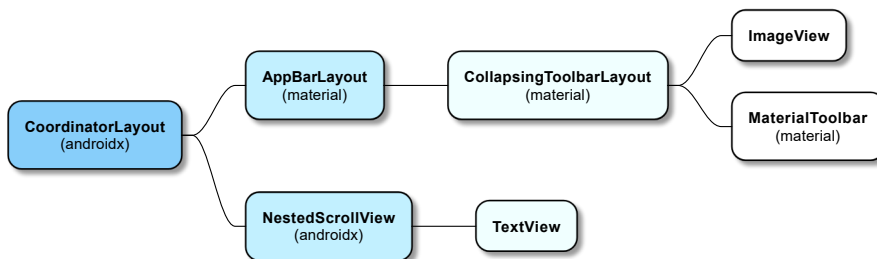 CoordinatorLayout
(androidx)
AppBarLayout
(material)
CollapsingToolbarLayout
(material)
ImageView
MaterialToolbar
(material)
NestedScrollView
(androidx)
TextView